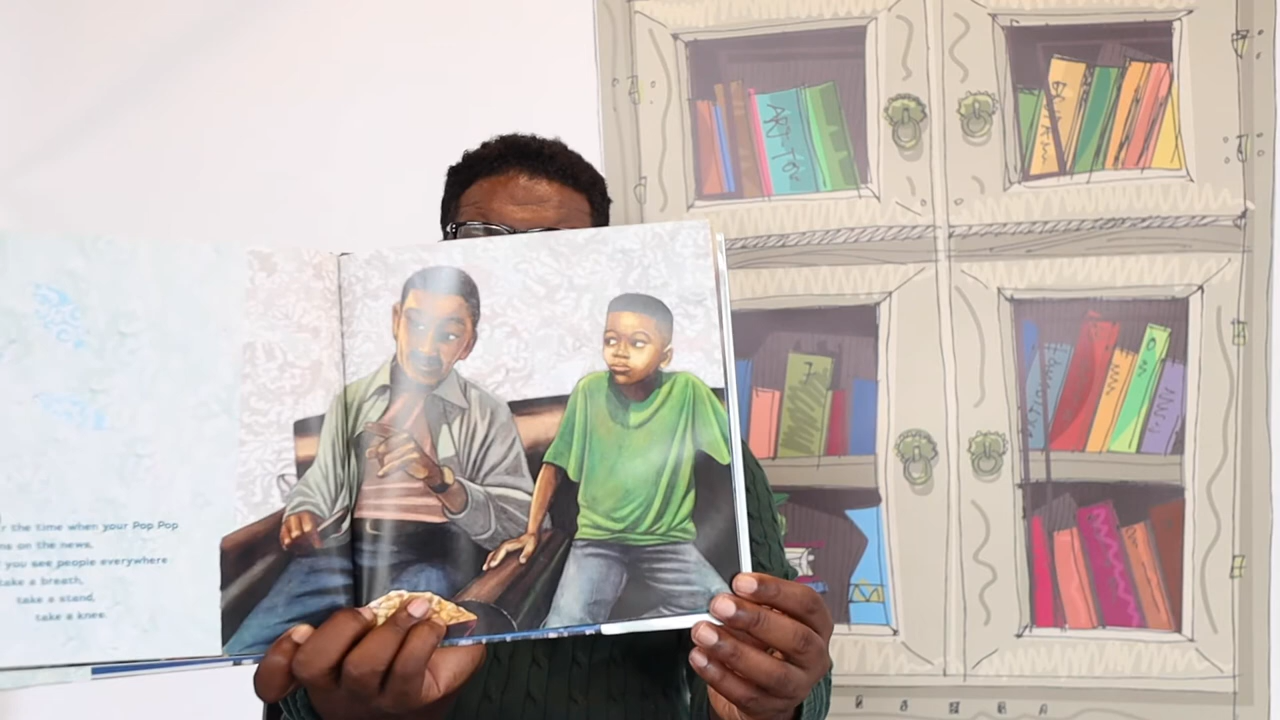 r the time when your Pop Pop
ns on the news,
you see people everywhere
take a breath,
take a stand,
take a knee.